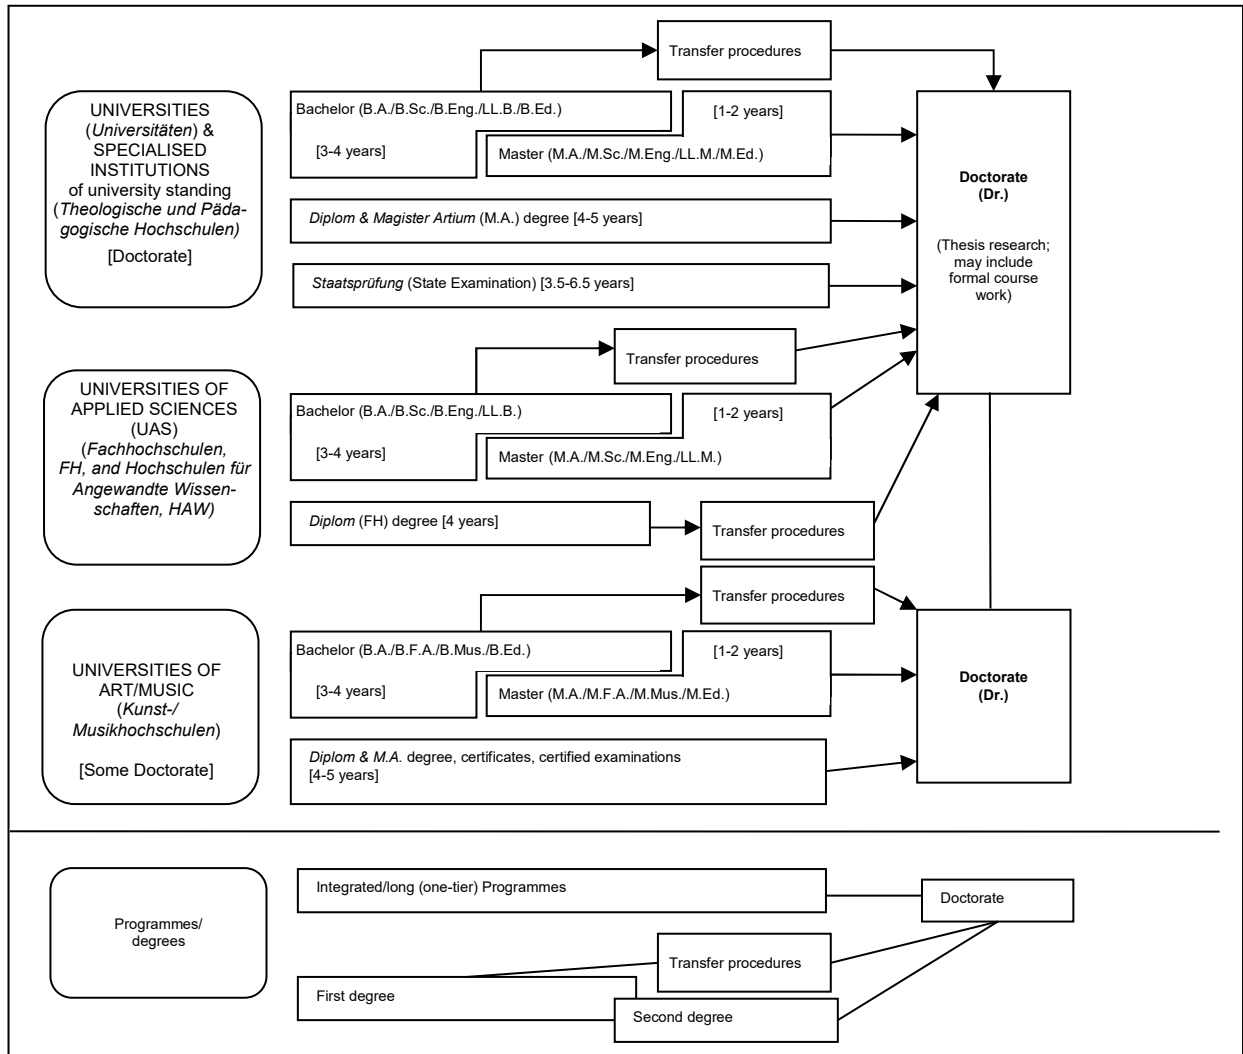 Transfer procedures
UNIVERSITIES
(Universitäten) &
SPECIALISED
INSTITUTIONS
of university standing
(Theologische und Päda-
gogische Hochschulen)
[Doctorate]
Bachelor (B.A./B.Sc./B.Eng./LL.B./B.Ed.)
[3-4 years]
[1-2 years]
Master (M.A./M.Sc./M.Eng./LL.M./M.Ed.)
Diplom & Magister Artium (M.A.) degree [4-5 years]
Staatsprüfung (State Examination) [3.5-6.5 years]
Doctorate
(Dr.)
(Thesis research;
may include
formal course
work)
UNIVERSITIES OF
APPLIED SCIENCES
(UAS)
(Fachhochschulen,
FH, and Hochschulen für
Angewandte Wissen-
schaften, HAW)
Transfer procedures
Bachelor (B.A./B.Sc./B.Eng./LL.B.)
[3-4 years]
[1-2 years]
Master (M.A./M.Sc./M.Eng./LL.M.)
Diplom (FH) degree [4 years]
Transfer procedures
UNIVERSITIES OF
ART/MUSIC
(Kunst-/
Musikhochschulen)
[Some Doctorate]
Transfer procedures
Bachelor (B.A./B.F.A./B.Mus./B.Ed.)
[3-4 years]
[1-2 years]
Master (M.A./M.F.A./M.Mus./M.Ed.)
Diplom & M.A. degree, certificates, certified examinations
[4-5 years]
Doctorate
(Dr.)
Programmes/
degrees
Integrated/long (one-tier) Programmes
Doctorate
Transfer procedures
First degree
Second degree